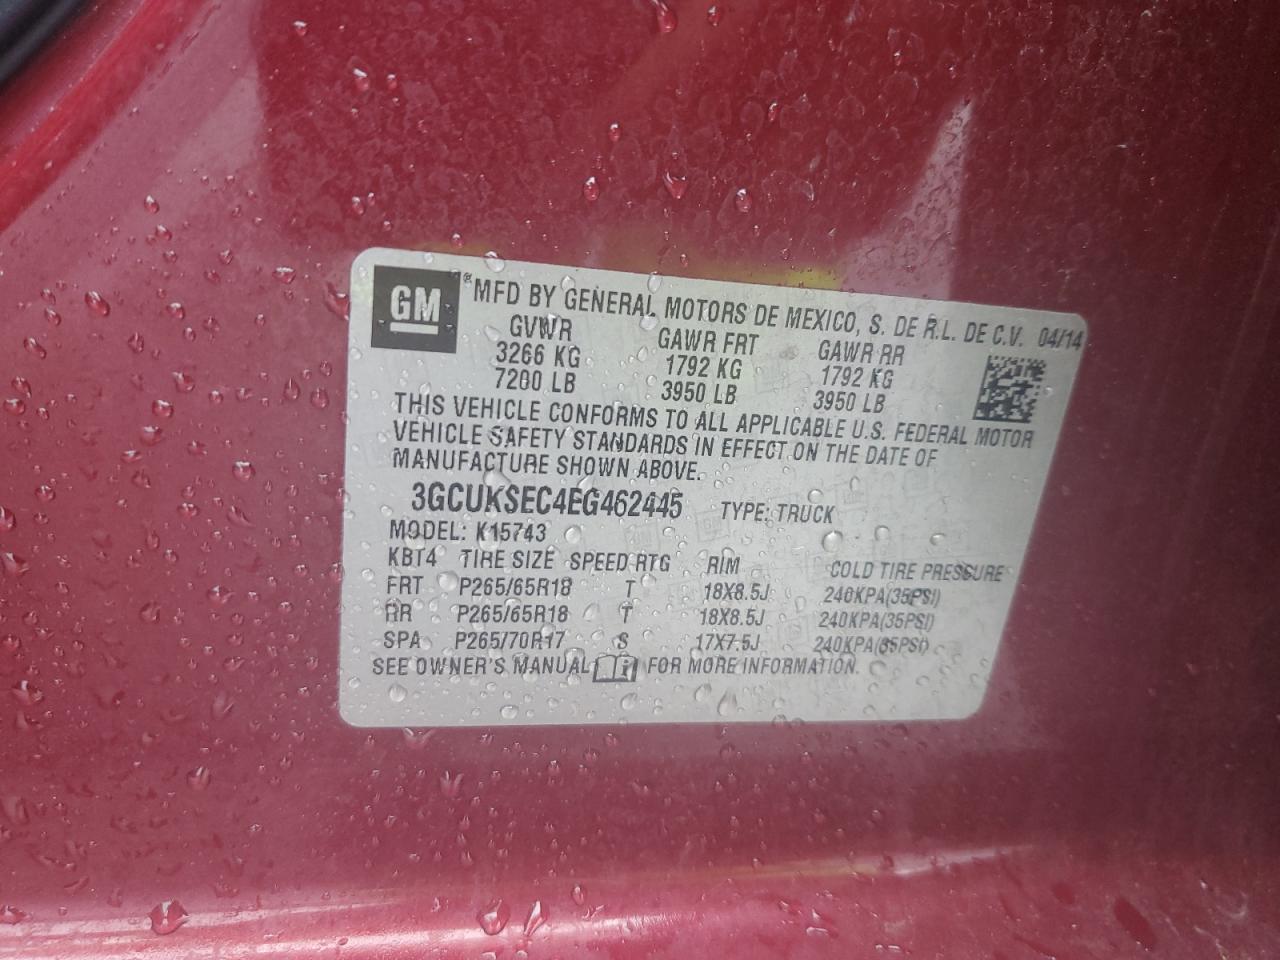 GM ® MFD BY GENERAL MOTORS DE MEXICO, S. DE R.L. DE C.V. 04/14
GVWR GAWR FRT GAWR RR
3266 KG 1792 KG 1792 KG
7200 LB 3950 LB 3950 LB
THIS VEHICLE CONFORMS TO ALL APPLICABLE U.S. FEDERAL MOTOR
VEHICLE SAFETY STANDARDS IN EFFECT ON THE DATE OF
MANUFACTURE SHOWN ABOVE.
3GCUKSEC4EG462445 TYPE: TRUCK
MODEL: K15743
KBT4 TIRE SIZE SPEED RTG RIM COLD TIRE PRESSURE
FRT P265/65R18 T 18X8.5J 240KPA(35PSI)
RR P265/65R18 T 18X8.5J 240KPA(35PSI)
SPA P265/70R17 S 17X7.5J 240KPA(35PSI)
SEE OWNER'S MANUAL FOR MORE INFORMATION.